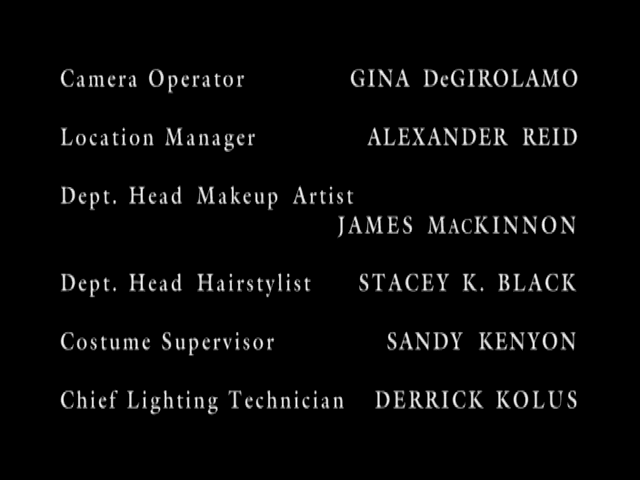 Camera Operator GINA DeGIROLAMO
Location Manager ALEXANDER REID
Dept. Head Makeup Artist
JAMES MacKINNON
Dept. Head Hairstylist STACEY K. BLACK
Costume Supervisor SANDY KENYON
Chief Lighting Technician DERRICK KOLUS